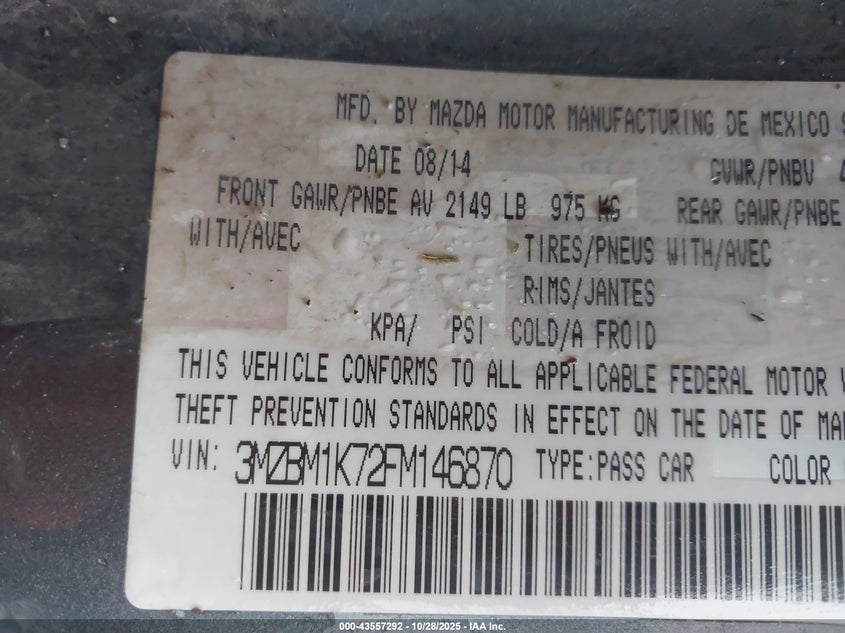 MFD. BY MAZDA MOTOR MANUFACTURING DE MEXICO
DATE 08/14 GVWR/PNBV
FRONT GAWR/PNBE AV 2149 LB 975 KG REAR GAWR/PNBE
WITH/AVEC TIRES/PNEUS WITH/AVEC
RIMS/JANTES
KPA/ PSI COLD/A FROID
THIS VEHICLE CONFORMS TO ALL APPLICABLE FEDERAL MOTOR
THEFT PREVENTION STANDARDS IN EFFECT ON THE DATE OF
VIN: 3MZBM1K72FM146870 TYPE:PASS CAR COLOR
000-43557292 - 10/28/2025 - IAA Inc.